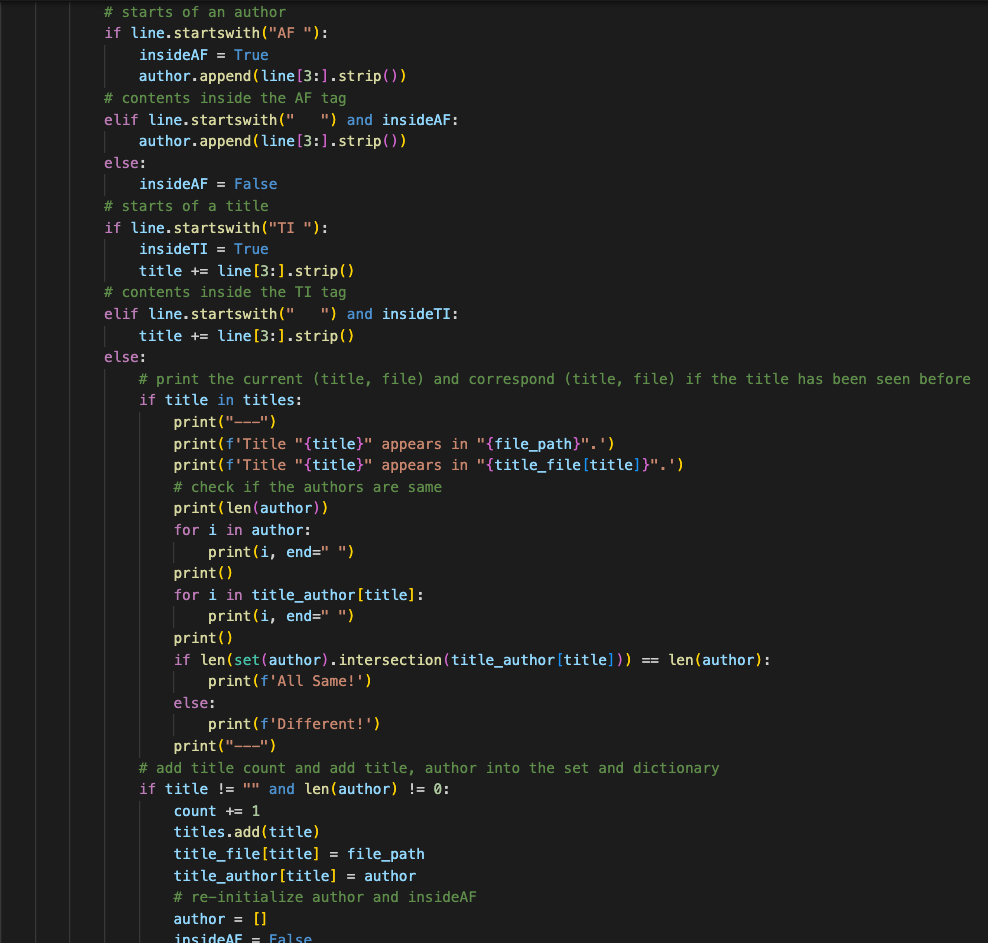 # starts of an author
if line.startswith("AF "):
    insideAF = True
    author.append(line[3:].strip())
# contents inside the AF tag
elif line.startswith("   ") and insideAF:
    author.append(line[3:].strip())
else:
    insideAF = False
# starts of a title
if line.startswith("TI "):
    insideTI = True
    title += line[3:].strip()
# contents inside the TI tag
elif line.startswith("   ") and insideTI:
    title += line[3:].strip()
else:
    # print the current (title, file) and correspond (title, file) if the title has been seen before
    if title in titles:
        print("---")
        print(f'Title "{title}" appears in "{file_path}".')
        print(f'Title "{title}" appears in "{title_file[title]}".')
        # check if the authors are same
        print(len(author))
        for i in author:
            print(i, end=" ")
        print()
        for i in title_author[title]:
            print(i, end=" ")
        print()
        if len(set(author).intersection(title_author[title])) == len(author):
            print(f'All Same!')
        else:
            print(f'Different!')
        print("---")
    # add title count and add title, author into the set and dictionary
    if title != "" and len(author) != 0:
        count += 1
        titles.add(title)
        title_file[title] = file_path
        title_author[title] = author
        # re-initialize author and insideAF
        author = []
        insideAF = False